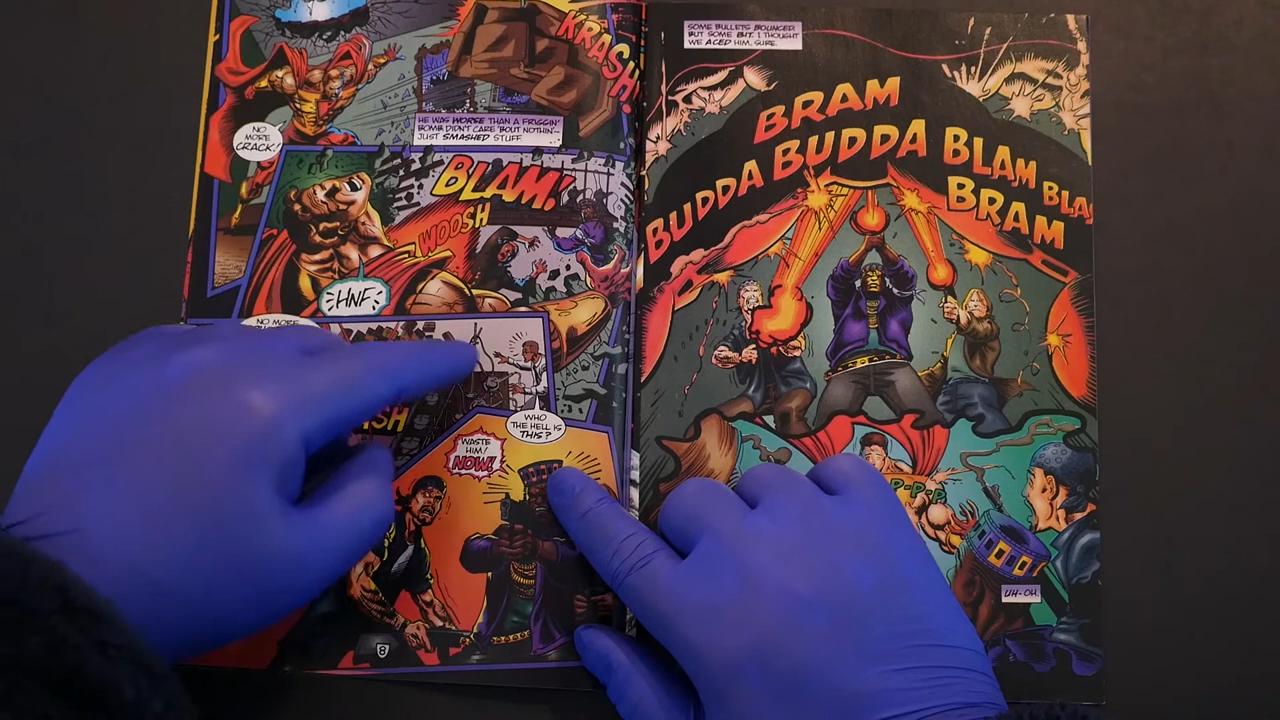 KRASH!
NO
MORE
CRACK!
HE WAS WORSE THAN A FRIGGIN'
BOMB. DIDN'T CARE 'BOUT NOTHIN'--
JUST SMASHED STUFF.
BLAM!
WOOSH
HNF
NO MORE
WHO
THE HELL IS
THIS?
WASTE
HIM!
NOW!
8
SOME BULLETS BOUNCED.
BUT SOME BIT. I THOUGHT
WE ACED HIM, SURE.
BRAM
BUDDA BUDDA BLAM BLA
BRAM
P-P-P
UH-OH.